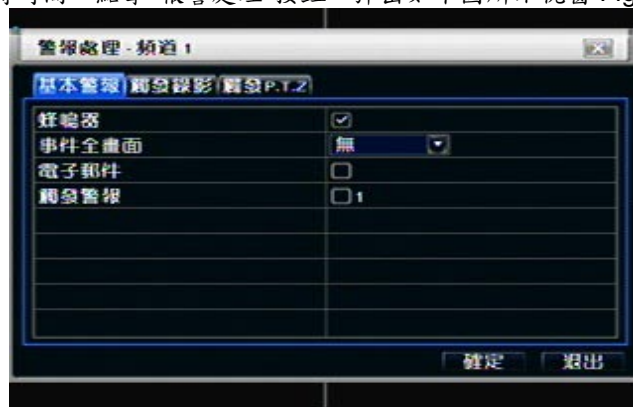 警報處理 - 頻道 1
基本警報 觸發錄影 觸發P.T.Z
蜂鳴器
事件全畫面 無
電子郵件
觸發警報 1
確定 退出